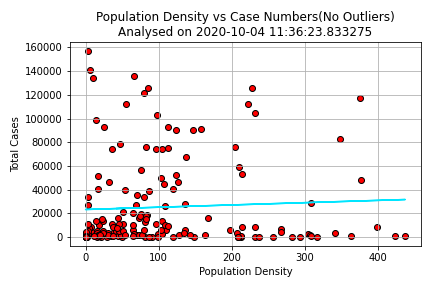 Population Density vs Case Numbers(No Outliers)
Analysed on 2020-10-04 11:36:23.833275
160000
140000
120000
100000
80000
60000
40000
20000
0
Total Cases
0 100 200 300 400
Population Density